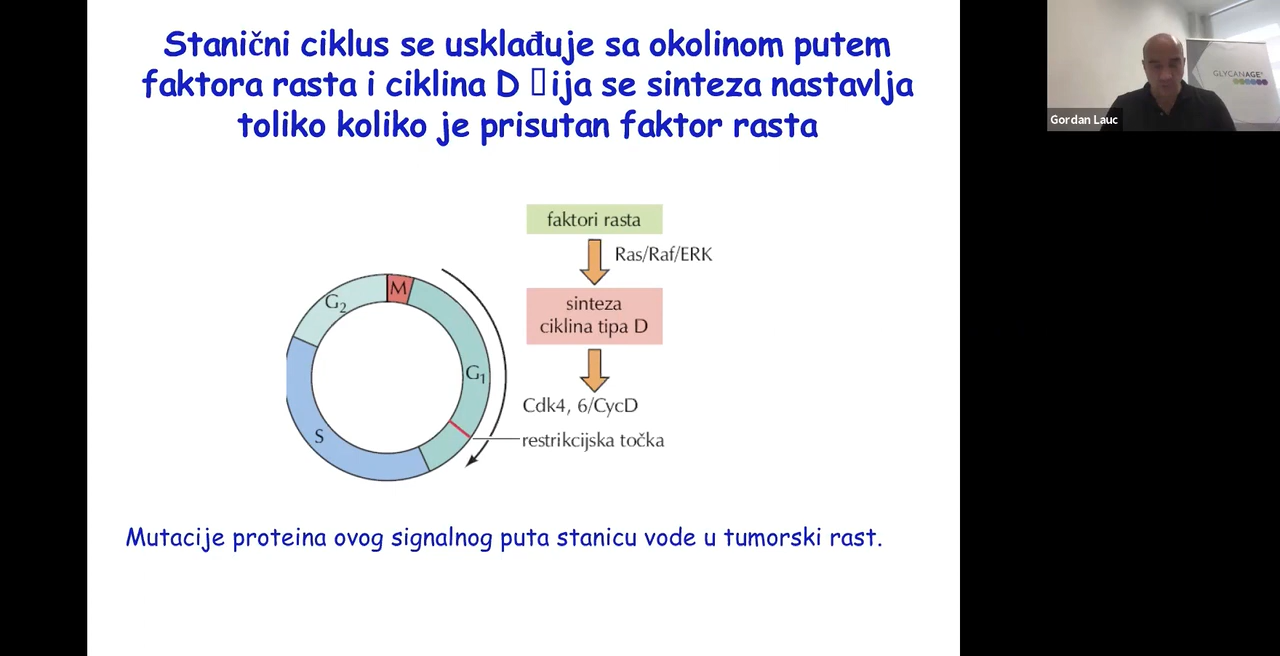 Stanični ciklus se usklađuje sa okolinom putem
faktora rasta i ciklina D ija se sinteza nastavlja
toliko koliko je prisutan faktor rasta
faktori rasta
Ras/Raf/ERK
sinteza
ciklina tipa D
Cdk4, 6/CycD
restrikcijska točka
M
G₂
G₁
S
Mutacije proteina ovog signalnog puta stanicu vode u tumorski rast.
GLYCANAGE
Gordan Lauc